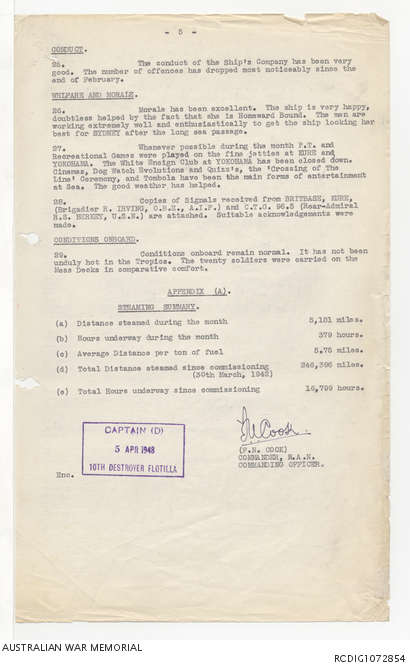 - 5 -
CONDUCT.
25. The conduct of the Ship's Company has been very
good. The number of offences has dropped most noticeably since the
end of February.
WELFARE AND MORALE.
26. Morale has been excellent. The ship is very happy,
doubtless helped by the fact that she is Homeward Bound. The men are
working extremely well and enthusiastically to get the ship looking her
best for SYDNEY after the long sea passage.
27. Whenever possible during the month P.T. and
Recreational Games were played on the fine jetties at KURE and
YOKOHAMA. The White Ensign Club at YOKOHAMA has been closed down.
Cinemas, Dog Watch Evolutions and Quizz's, the 'Crossing of The
Line' Ceremony, and Tombola have been the main forms of entertainment
at Sea. The good weather has helped.
28. Copies of Signals received from BRITBASE, KURE,
(Brigadier R. IRVING, O.B.E., A.I.F.) and C.T.G. 96.5 (Rear-Admiral
H.S. BERKEY, U.S.N.) are attached. Suitable acknowledgements were
made.
CONDITIONS ONBOARD.
29. Conditions onboard remain normal. It has not been
unduly hot in the Tropics. The twenty soldiers were carried on the
Mess Decks in comparative comfort.
APPENDIX (A).
STEAMING SUMMARY.
(a) Distance steamed during the month 5,181 miles.
(b) Hours underway during the month 379 hours.
(c) Average Distance per ton of fuel 5.75 miles.
(d) Total Distance steamed since commissioning 246,396 miles.
(30th March, 1942)
(e) Total Hours underway since commissioning 16,799 hours.
F N Cook
(F.N. COOK)
COMMANDER, R.A.N.
COMMANDING OFFICER.
CAPTAIN (D)
5 APR 1948
10TH DESTROYER FLOTILLA
Enc.
AUSTRALIAN WAR MEMORIAL
RCDIG1072854